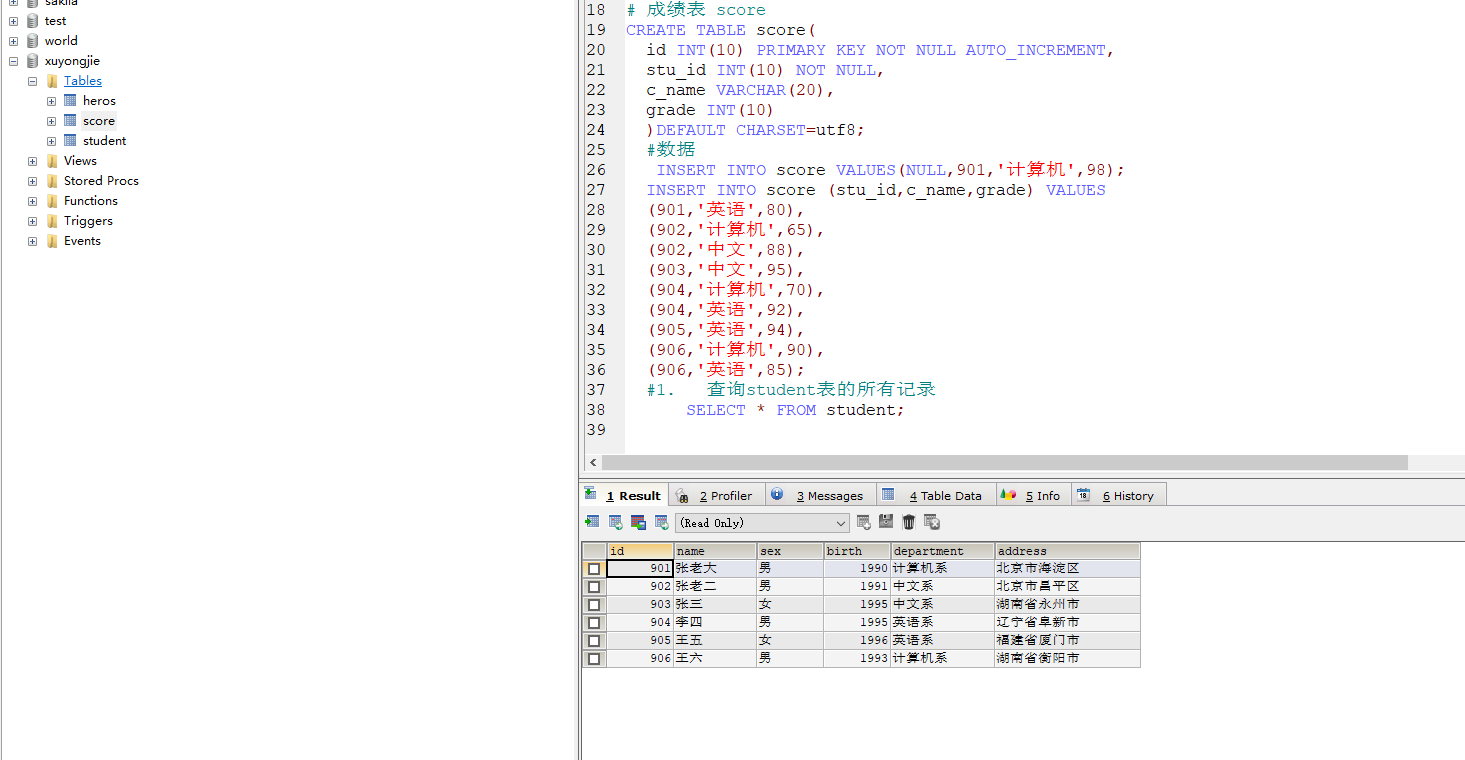 sakila
test
world
xuyongjie
Tables
heros
score
student
Views
Stored Procs
Functions
Triggers
Events
18 # 成绩表 score
19 CREATE TABLE score(
20 id INT(10) PRIMARY KEY NOT NULL AUTO_INCREMENT,
21 stu_id INT(10) NOT NULL,
22 c_name VARCHAR(20),
23 grade INT(10)
24 )DEFAULT CHARSET=utf8;
25 #数据
26 INSERT INTO score VALUES(NULL,901,'计算机',98);
27 INSERT INTO score (stu_id,c_name,grade) VALUES
28 (901,'英语',80),
29 (902,'计算机',65),
30 (902,'中文',88),
31 (903,'中文',95),
32 (904,'计算机',70),
33 (904,'英语',92),
34 (905,'英语',94),
35 (906,'计算机',90),
36 (906,'英语',85);
37 #1. 查询student表的所有记录
38 SELECT * FROM student;
39
1 Result 2 Profiler 3 Messages 4 Table Data 5 Info 18 6 History
(Read Only)
id name sex birth department address
901 张老大 男 1990 计算机系 北京市海淀区
902 张老二 男 1991 中文系 北京市昌平区
903 张三 女 1995 中文系 湖南省永州市
904 李四 男 1995 英语系 辽宁省阜新市
905 王五 女 1996 英语系 福建省厦门市
906 王六 男 1993 计算机系 湖南省衡阳市